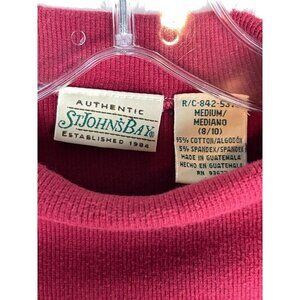 AUTHENTIC
ST.JOHN'S BAY
ESTABLISHED 1984
R/C-842-53
MEDIUM/
MEDIANO
(8/10)
95% COTTON/ALGODON
5% SPANDEX/SPANDEX
MADE IN GUATEMALA
HECHO EN GUATEMALA
RN